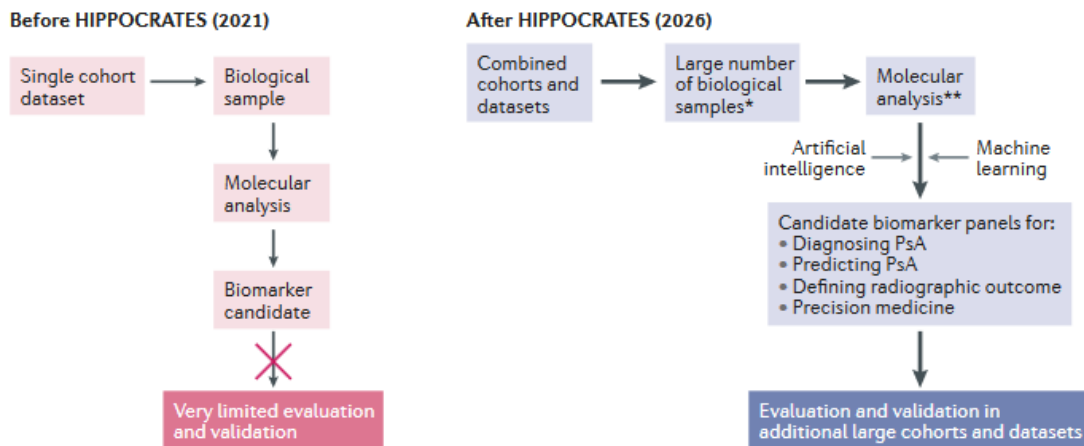 Before HIPPOCRATES (2021)
Single cohort
dataset
Biological
sample
Molecular
analysis
Biomarker
candidate
Very limited evaluation
and validation
After HIPPOCRATES (2026)
Combined
cohorts and
datasets
Large number
of biological
samples*
Molecular
analysis**
Artificial
intelligence
Machine
learning
Candidate biomarker panels for:
• Diagnosing PsA
• Predicting PsA
• Defining radiographic outcome
• Precision medicine
Evaluation and validation in
additional large cohorts and datasets